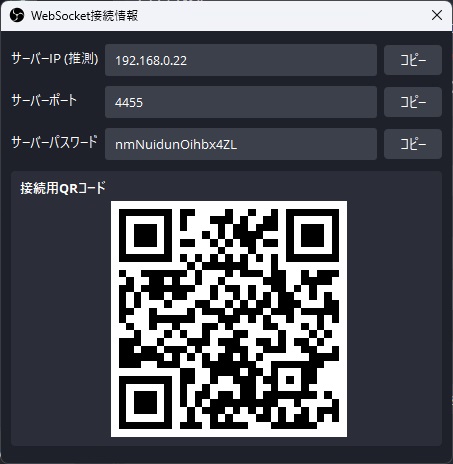 WebSocket接続情報
サーバーIP (推測) 192.168.0.22 コピー
サーバーポート 4455 コピー
サーバーパスワード nmNuidunOihbx4ZL コピー
接続用QRコード